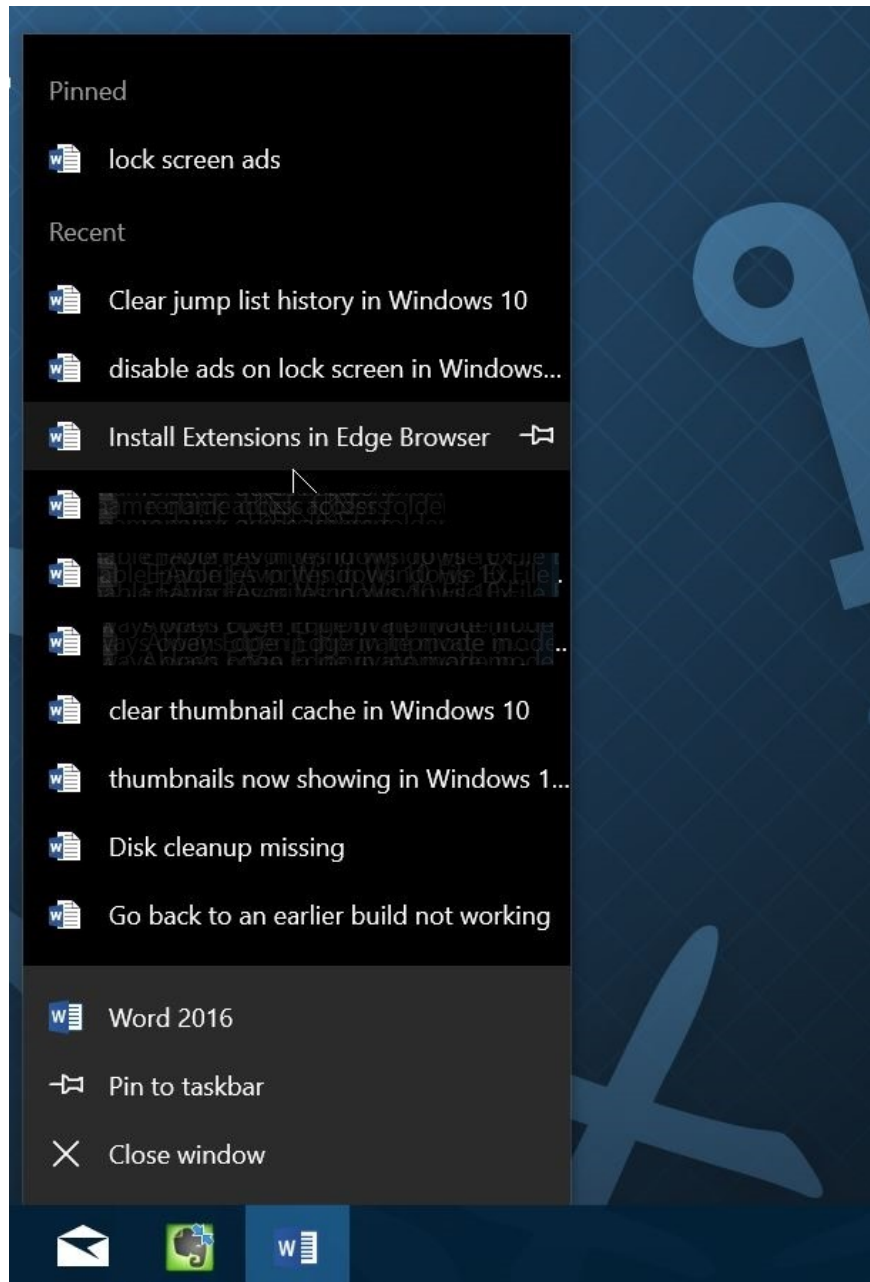 Pinned
lock screen ads
Recent
Clear jump list history in Windows 10
disable ads on lock screen in Windows...
Install Extensions in Edge Browser
clear thumbnail cache in Windows 10
thumbnails now showing in Windows 1...
Disk cleanup missing
Go back to an earlier build not working
Word 2016
Pin to taskbar
Close window